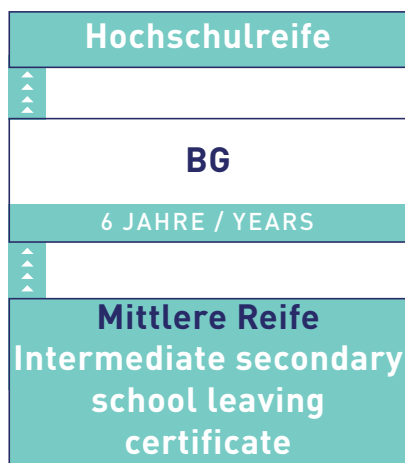 Hochschulreife
BG
6 JAHRE / YEARS
Mittlere Reife
Intermediate secondary
school leaving
certificate